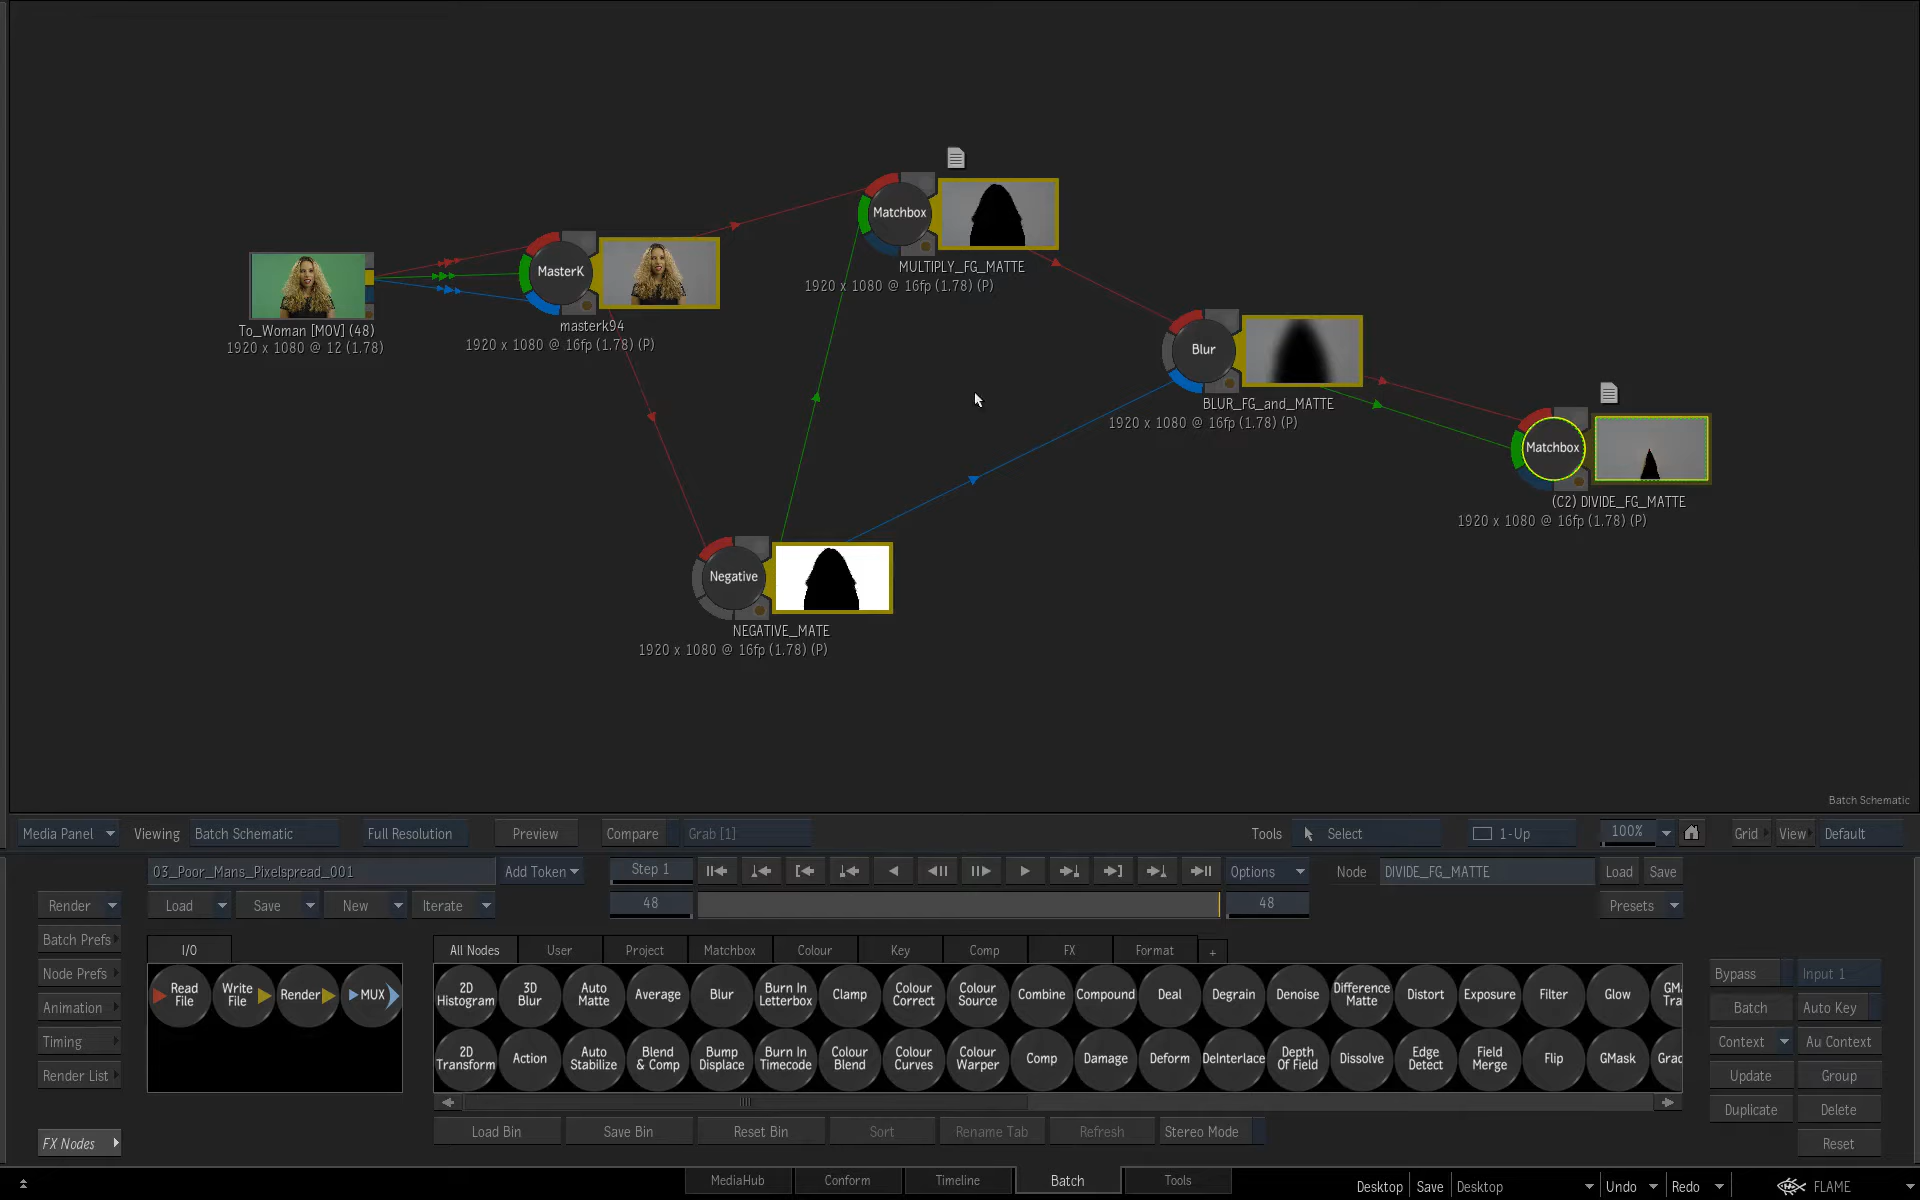 Matchbox
MULTIPLY_FG_MATTE
1920 x 1080 @ 16fp (1.78) (P)
To_Woman [MOV] (48)
1920 x 1080 @ 12 (1.78)
MasterK
masterk94
1920 x 1080 @ 16fp (1.78) (P)
Blur
BLUR_FG_and_MATTE
1920 x 1080 @ 16fp (1.78) (P)
Matchbox
(C2) DIVIDE_FG_MATTE
1920 x 1080 @ 16fp (1.78) (P)
Negative
NEGATIVE_MATE
1920 x 1080 @ 16fp (1.78) (P)
Batch Schematic
Media Panel Viewing Batch Schematic Full Resolution Preview Compare Grab [1] Tools Select 1-Up 100% Grid View Default
03_Poor_Mans_Pixelspread_001 Add Token Step 1 Options Node DIVIDE_FG_MATTE Load Save
Render Load Save New Iterate 48 48 Presets
Batch Prefs
Node Prefs
Animation
Timing
Render List
FX Nodes
I/O
Read File
Write File
Render
MUX
All Nodes User Project Matchbox Colour Key Comp FX Format +
2D Histogram
3D Blur
Auto Matte
Average
Blur
Burn In Letterbox
Clamp
Colour Correct
Colour Source
Combine
Compound
Deal
Degrain
Denoise
Difference Matte
Distort
Exposure
Filter
Glow
2D Transform
Action
Auto Stabilize
Blend & Comp
Bump Displace
Burn In Timecode
Colour Blend
Colour Curves
Colour Warper
Comp
Damage
Deform
DeInterlace
Depth Of Field
Dissolve
Edge Detect
Field Merge
Flip
GMask
Load Bin Save Bin Reset Bin Sort Rename Tab Refresh Stereo Mode
Bypass Input 1
Batch Auto Key
Context Au Context
Update Group
Duplicate Delete
Reset
MediaHub Conform Timeline Batch Tools
Desktop Save Desktop Undo Redo FLAME